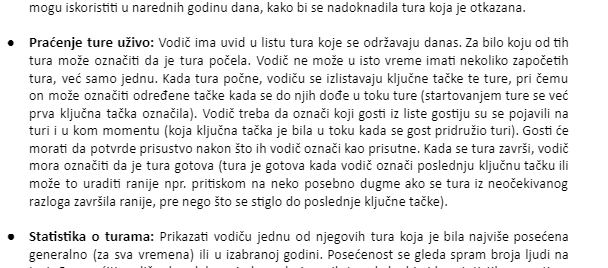 mogu iskoristiti u narednih godinu dana, kako bi se nadoknadila tura koja je otkazana.
● Praćenje ture uživo: Vodič ima uvid u listu tura koje se održavaju danas. Za bilo koju od tih
tura može označiti da je tura počela. Vodič ne može u isto vreme imati nekoliko započetih
tura, već samo jednu. Kada tura počne, vodiču se izlistavaju ključne tačke te ture, pri čemu
on može označiti određene tačke kada se do njih dođe u toku ture (startovanjem ture se već
prva ključna tačka označila). Vodič treba da označi koji gosti iz liste gostiju su se pojavili na
turi i u kom momentu (koja ključna tačka je bila u toku kada se gost pridružio turi). Gosti će
morati da potvrde prisustvo nakon što ih vodič označi kao prisutne. Kada se tura završi, vodič
mora označiti da je tura gotova (tura je gotova kada vodič označi poslednju ključnu tačku ili
može to uraditi ranije npr. pritiskom na neko posebno dugme ako se tura iz neočekivanog
razloga završila ranije, pre nego što se stiglo do poslednje ključne tačke).
● Statistika o turama: Prikazati vodiču jednu od njegovih tura koja je bila najviše posećena
generalno (za sva vremena) ili u izabranoj godini. Posećenost se gleda spram broja ljudi na